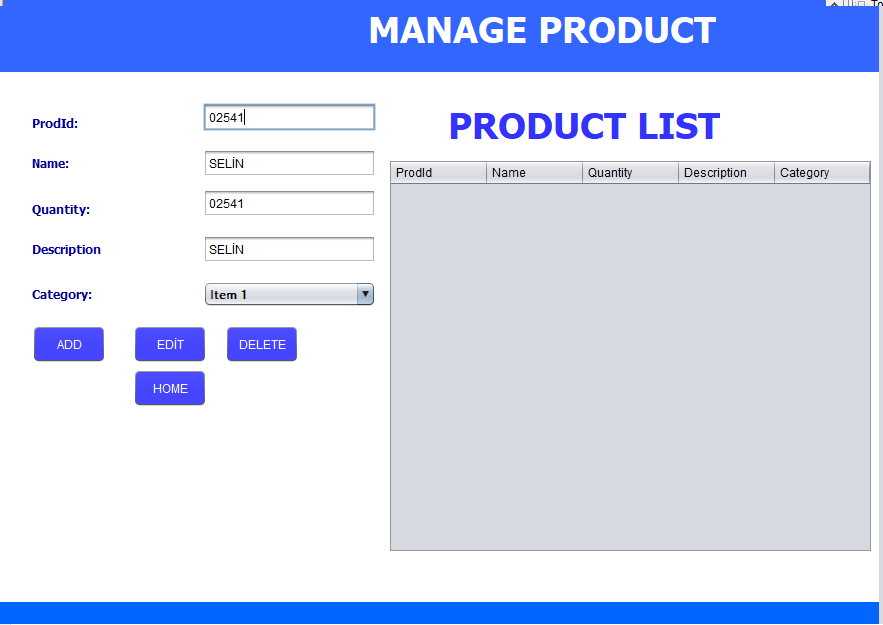 To
MANAGE PRODUCT
ProdId:
02541
Name:
SELİN
Quantity:
02541
Description
SELİN
Category:
Item 1
ADD
EDİT
DELETE
HOME
PRODUCT LIST
ProdId Name Quantity Description Category